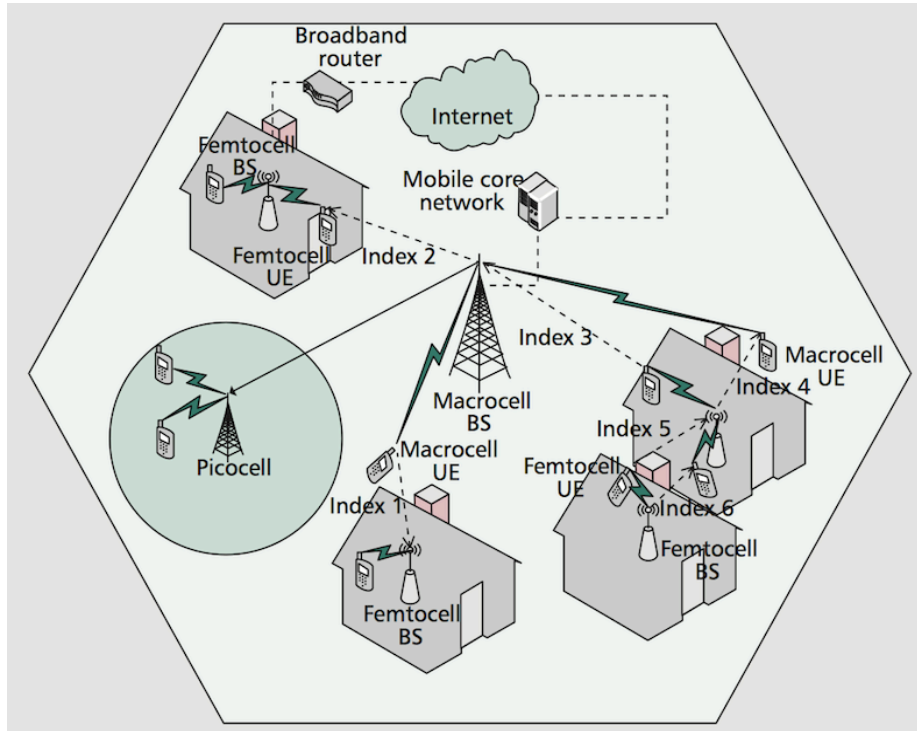 Broadband
router
Internet
Femtocell
BS
Mobile core
network
Femtocell
UE
Index 2
Index 3
Macrocell
UE
Index 4
Macrocell
BS
Index 5
Picocell
Macrocell
UE
Femtocell
UE
Index 1
Index 6
Femtocell
BS
Femtocell
BS